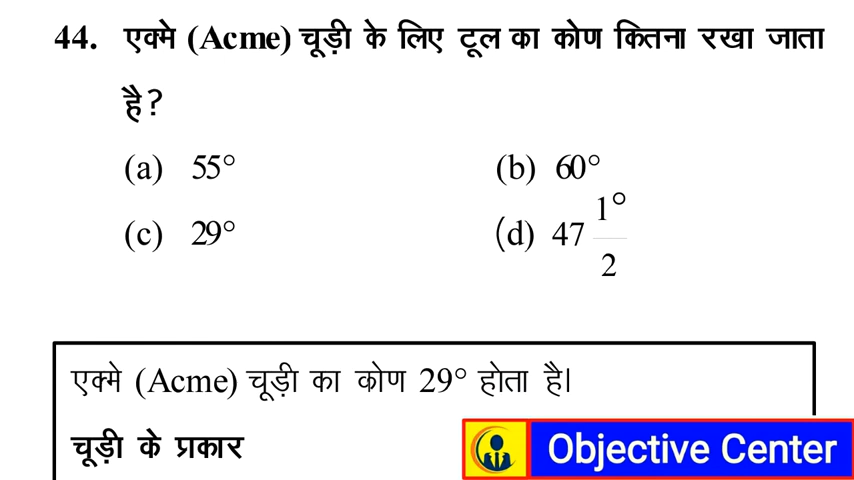 44. एक्मे (Acme) चूड़ी के लिए टूल का कोण कितना रखा जाता
है?
(a) 55° (b) 60°
(c) 29° (d) 47 1°/2
एक्मे (Acme) चूड़ी का कोण 29° होता है।
चूड़ी के प्रकार
Objective Center